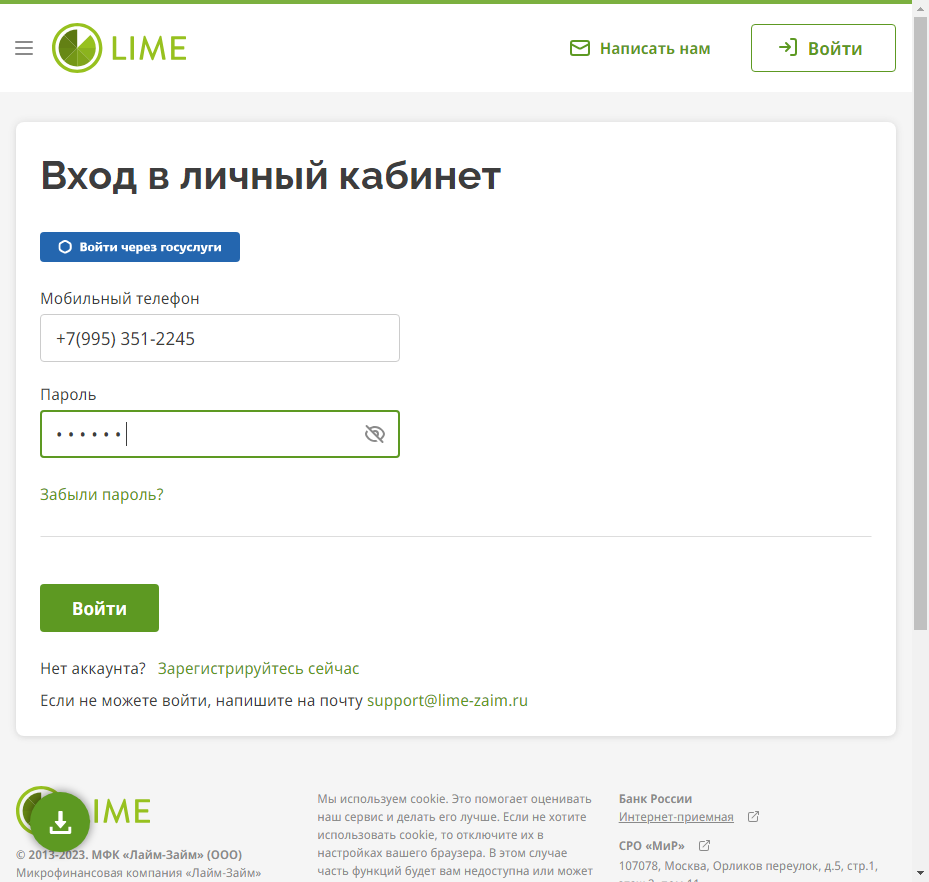 LIME
Написать нам
Войти
Вход в личный кабинет
Войти через госуслуги
Мобильный телефон
+7(995) 351-2245
Пароль
••••••
Забыли пароль?
Войти
Нет аккаунта? Зарегистрируйтесь сейчас
Если не можете войти, напишите на почту support@lime-zaim.ru
IME
© 2013-2023. МФК «Лайм-Займ» (ООО)
Микрофинансовая компания «Лайм-Займ»
Мы используем cookie. Это помогает оценивать
наш сервис и делать его лучше. Если не хотите
использовать cookie, то отключите их в
настройках вашего браузера. В этом случае
часть функций будет вам недоступна или может
Банк России
Интернет-приемная
СРО «МиР»
107078, Москва, Орликов переулок, д.5, стр.1,